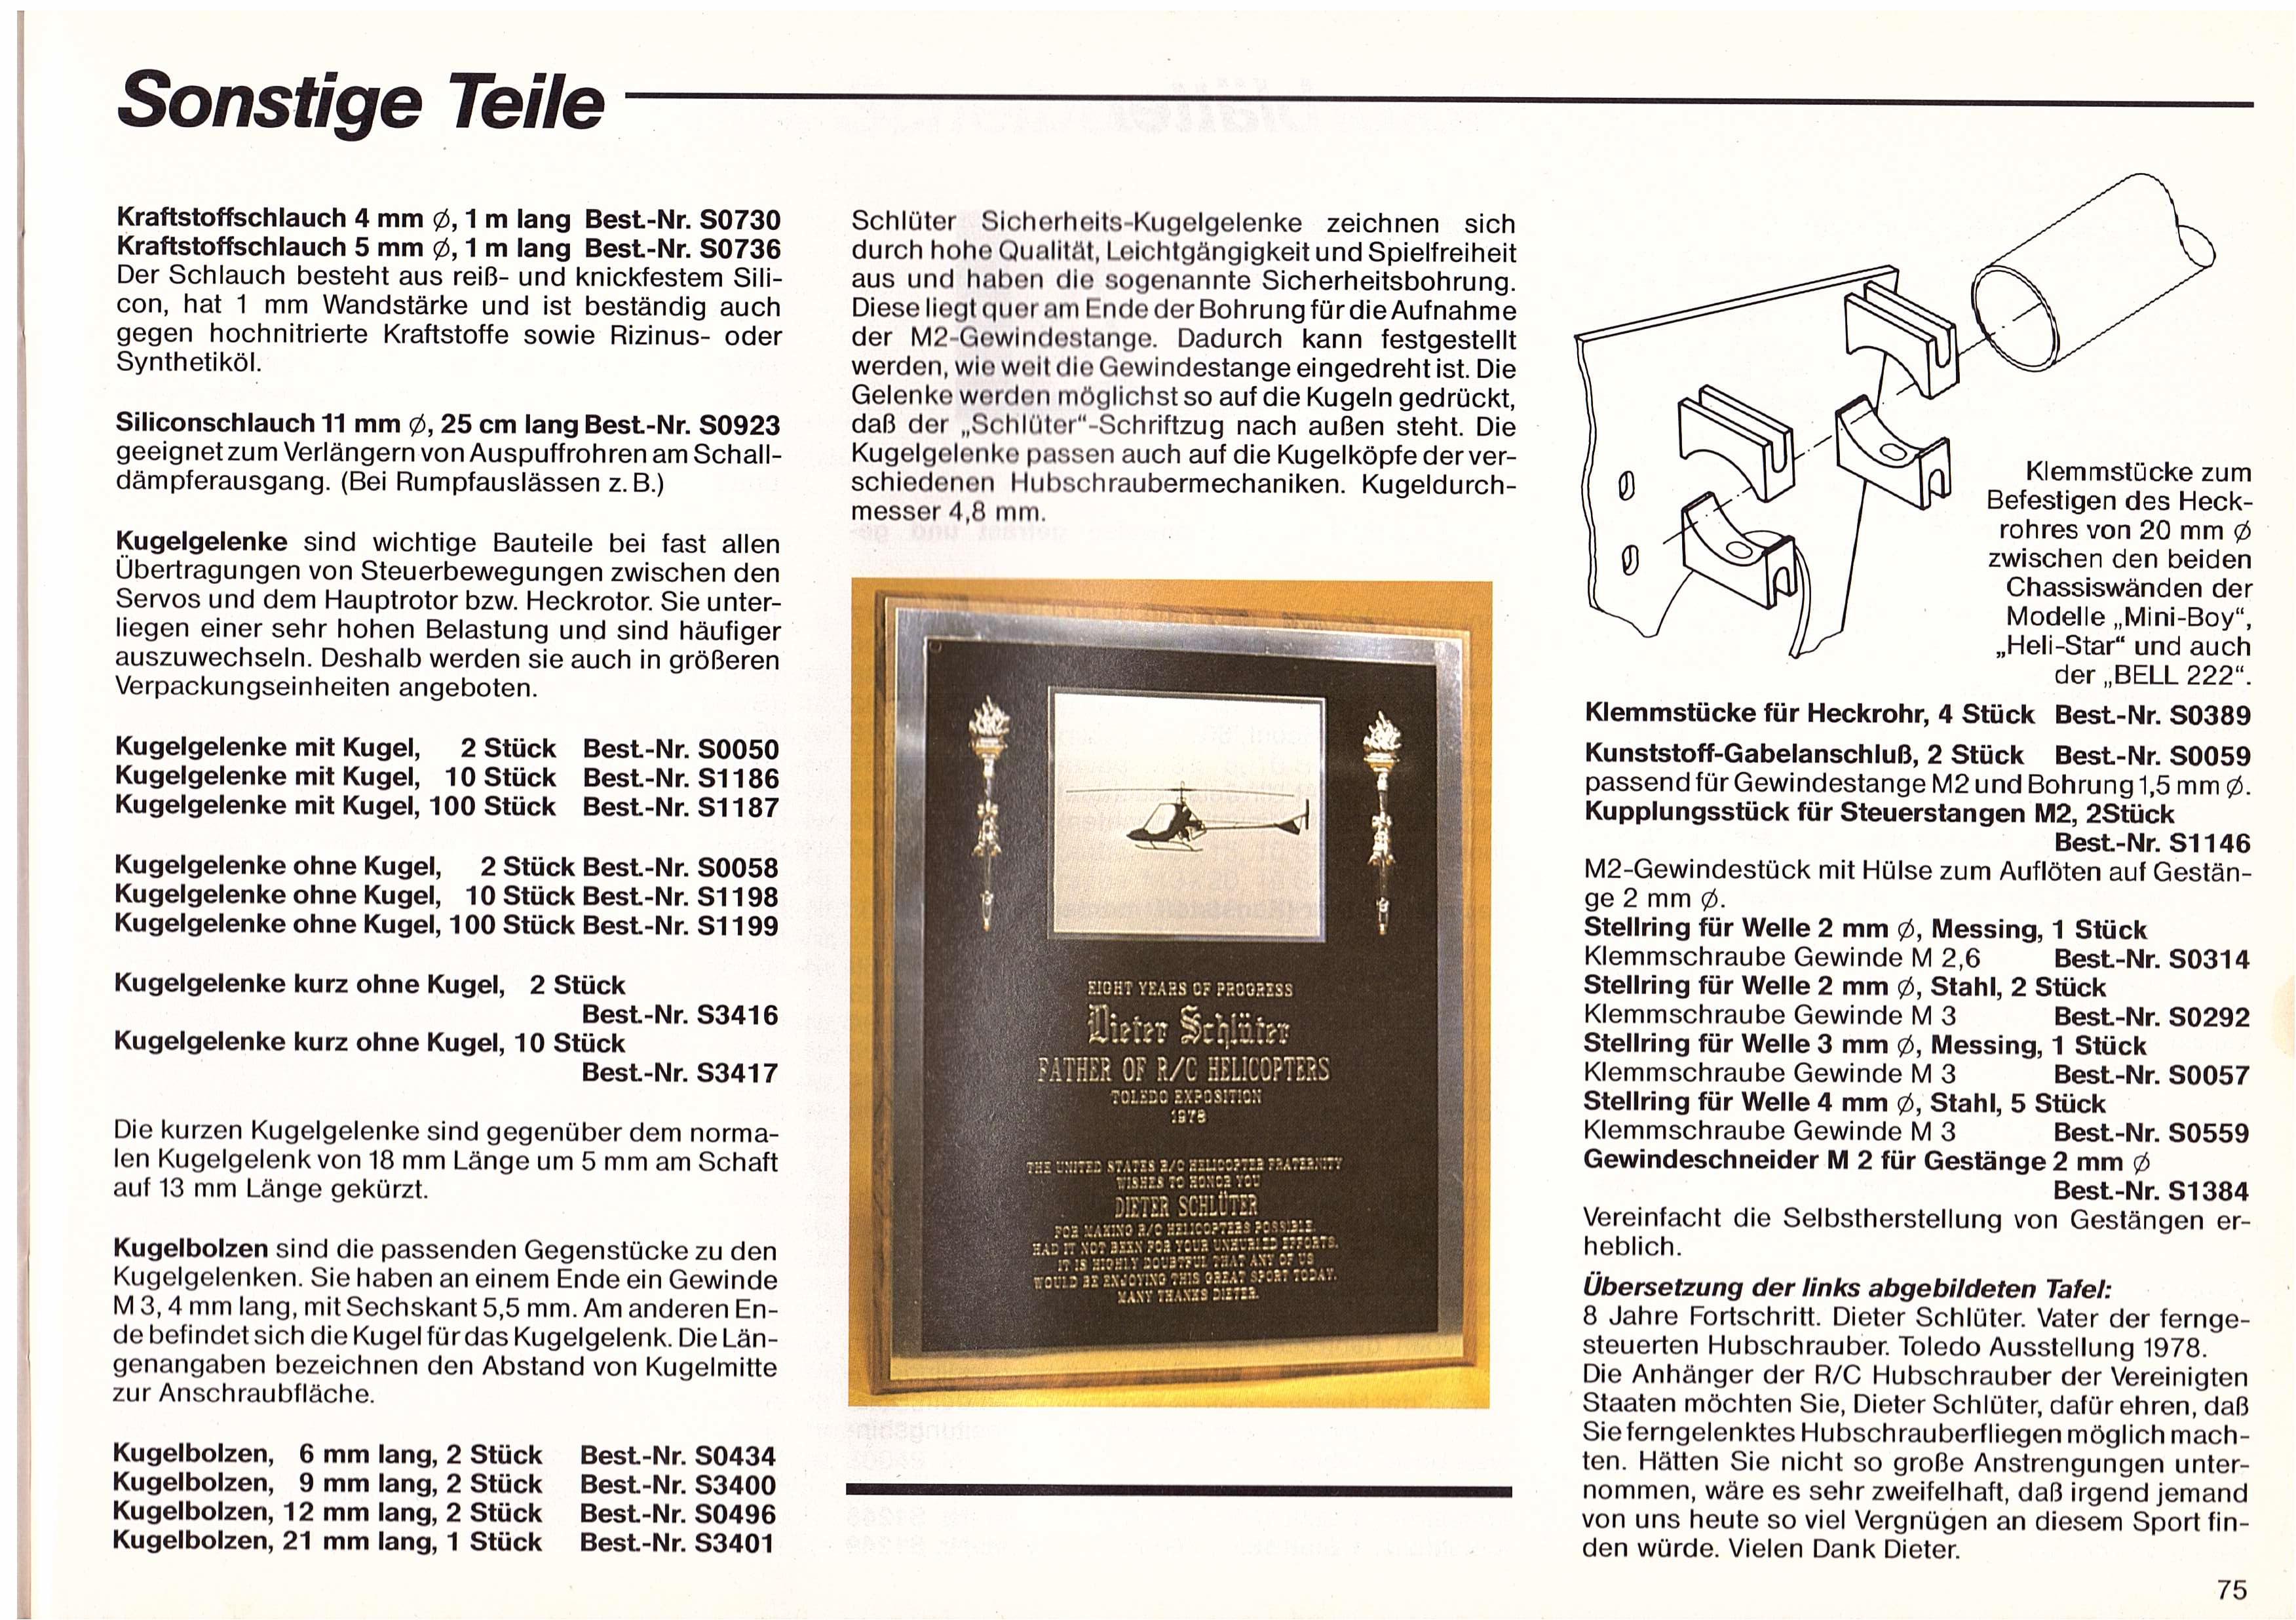 Sonstige Teile
Kraftstoffschlauch 4 mm ∅, 1 m lang Best.-Nr. S0730
Kraftstoffschlauch 5 mm ∅, 1 m lang Best.-Nr. S0736
Der Schlauch besteht aus reiß- und knickfestem Sili-
con, hat 1 mm Wandstärke und ist beständig auch
gegen hochnitrierte Kraftstoffe sowie Rizinus- oder
Synthetiköl.
Siliconschlauch 11 mm ∅, 25 cm lang Best.-Nr. S0923
geeignet zum Verlängern von Auspuffrohren am Schall-
dämpferausgang. (Bei Rumpfauslässen z. B.)
Kugelgelenke sind wichtige Bauteile bei fast allen
Übertragungen von Steuerbewegungen zwischen den
Servos und dem Hauptrotor bzw. Heckrotor. Sie unter-
liegen einer sehr hohen Belastung und sind häufiger
auszuwechseln. Deshalb werden sie auch in größeren
Verpackungseinheiten angeboten.
Kugelgelenke mit Kugel, 2 Stück Best.-Nr. S0050
Kugelgelenke mit Kugel, 10 Stück Best.-Nr. S1186
Kugelgelenke mit Kugel, 100 Stück Best.-Nr. S1187
Kugelgelenke ohne Kugel, 2 Stück Best.-Nr. S0058
Kugelgelenke ohne Kugel, 10 Stück Best.-Nr. S1198
Kugelgelenke ohne Kugel, 100 Stück Best.-Nr. S1199
Kugelgelenke kurz ohne Kugel, 2 Stück
Best.-Nr. S3416
Kugelgelenke kurz ohne Kugel, 10 Stück
Best.-Nr. S3417
Die kurzen Kugelgelenke sind gegenüber dem norma-
len Kugelgelenk von 18 mm Länge um 5 mm am Schaft
auf 13 mm Länge gekürzt.
Kugelbolzen sind die passenden Gegenstücke zu den
Kugelgelenken. Sie haben an einem Ende ein Gewinde
M 3, 4 mm lang, mit Sechskant 5,5 mm. Am anderen En-
de befindet sich die Kugel für das Kugelgelenk. Die Län-
genangaben bezeichnen den Abstand von Kugelmitte
zur Anschraubfläche.
Kugelbolzen, 6 mm lang, 2 Stück Best.-Nr. S0434
Kugelbolzen, 9 mm lang, 2 Stück Best.-Nr. S3400
Kugelbolzen, 12 mm lang, 2 Stück Best.-Nr. S0496
Kugelbolzen, 21 mm lang, 1 Stück Best.-Nr. S3401
Schlüter Sicherheits-Kugelgelenke zeichnen sich
durch hohe Qualität, Leichtgängigkeit und Spielfreiheit
aus und haben die sogenannte Sicherheitsbohrung.
Diese liegt quer am Ende der Bohrung für die Aufnahme
der M2-Gewindestange. Dadurch kann festgestellt
werden, wie weit die Gewindestange eingedreht ist. Die
Gelenke werden möglichst so auf die Kugeln gedrückt,
daß der „Schlüter“-Schriftzug nach außen steht. Die
Kugelgelenke passen auch auf die Kugelköpfe der ver-
schiedenen Hubschraubermechaniken. Kugeldurch-
messer 4,8 mm.
EIGHT YEARS OF PROGRESS
Dieter Schlüter
FATHER OF R/C HELICOPTERS
TOLEDO EXPOSITION
1978
THE UNITED STATES R/C HELICOPTER FRATERNITY
WISHES TO HONOR YOU
DIETER SCHLÜTER
FOR MAKING R/C HELICOPTERS POSSIBLE.
HAD IT NOT BEEN FOR YOUR UNHURLED EFFORTS.
IT IS HIGHLY DOUBTFUL THAT ANY OF US
WOULD BE ENJOYING THIS GREAT SPORT TODAY.
MANY THANKS DIETER.
Klemmstücke zum
Befestigen des Heck-
rohres von 20 mm ∅
zwischen den beiden
Chassiswänden der
Modelle „Mini-Boy“,
„Heli-Star“ und auch
der „BELL 222“.
Klemmstücke für Heckrohr, 4 Stück Best.-Nr. S0389
Kunststoff-Gabelanschluß, 2 Stück Best.-Nr. S0059
passend für Gewindestange M2 und Bohrung 1,5 mm ∅.
Kupplungsstück für Steuerstangen M2, 2Stück
Best.-Nr. S1146
M2-Gewindestück mit Hülse zum Auflöten auf Gestän-
ge 2 mm ∅.
Stellring für Welle 2 mm ∅, Messing, 1 Stück
Klemmschraube Gewinde M 2,6 Best.-Nr. S0314
Stellring für Welle 2 mm ∅, Stahl, 2 Stück
Klemmschraube Gewinde M 3 Best.-Nr. S0292
Stellring für Welle 3 mm ∅, Messing, 1 Stück
Klemmschraube Gewinde M 3 Best.-Nr. S0057
Stellring für Welle 4 mm ∅, Stahl, 5 Stück
Klemmschraube Gewinde M 3 Best.-Nr. S0559
Gewindeschneider M 2 für Gestänge 2 mm ∅
Best.-Nr. S1384
Vereinfacht die Selbstherstellung von Gestängen er-
heblich.
Übersetzung der links abgebildeten Tafel:
8 Jahre Fortschritt. Dieter Schlüter. Vater der fernge-
steuerten Hubschrauber. Toledo Ausstellung 1978.
Die Anhänger der R/C Hubschrauber der Vereinigten
Staaten möchten Sie, Dieter Schlüter, dafür ehren, daß
Sie ferngelenktes Hubschrauberfliegen möglich mach-
ten. Hätten Sie nicht so große Anstrengungen unter-
nommen, wäre es sehr zweifelhaft, daß irgend jemand
von uns heute so viel Vergnügen an diesem Sport fin-
den würde. Vielen Dank Dieter.
75